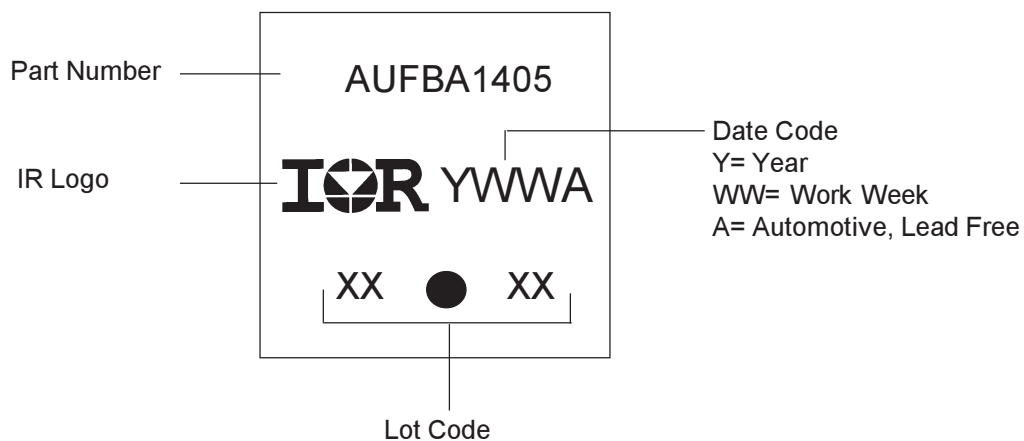 Part Number
AUFBA1405
IR Logo
IOR YWWA
Date Code
Y= Year
WW= Work Week
A= Automotive, Lead Free
XX XX
Lot Code